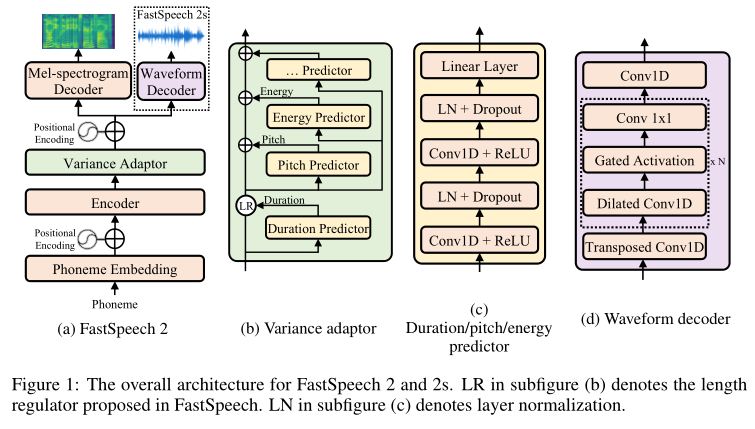 FastSpeech 2s
Mel-spectrogram
Decoder
Waveform
Decoder
Positional
Encoding
Variance Adaptor
Encoder
Positional
Encoding
Phoneme Embedding
Phoneme
(a) FastSpeech 2
... Predictor
Energy
Energy Predictor
Pitch
Pitch Predictor
LR
Duration
Duration Predictor
(b) Variance adaptor
Linear Layer
LN + Dropout
Conv1D + ReLU
LN + Dropout
Conv1D + ReLU
(c)
Duration/pitch/energy
predictor
Conv1D
Conv 1x1
Gated Activation
x N
Dilated Conv1D
Transposed Conv1D
(d) Waveform decoder
Figure 1: The overall architecture for FastSpeech 2 and 2s. LR in subfigure (b) denotes the length
regulator proposed in FastSpeech. LN in subfigure (c) denotes layer normalization.